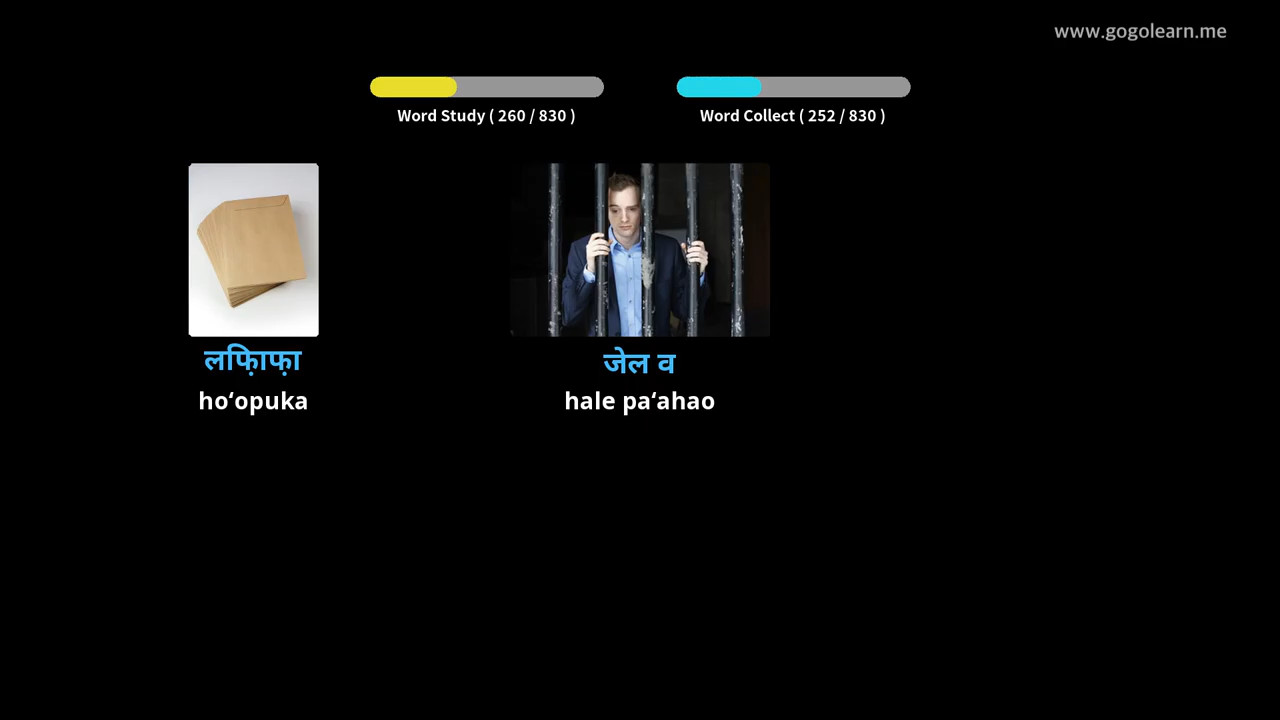 www.gogolearn.me
Word Study ( 260 / 830 )
Word Collect ( 252 / 830 )
लफ़ािफ़ा
जेल व
hoʻopuka
hale paʻahao